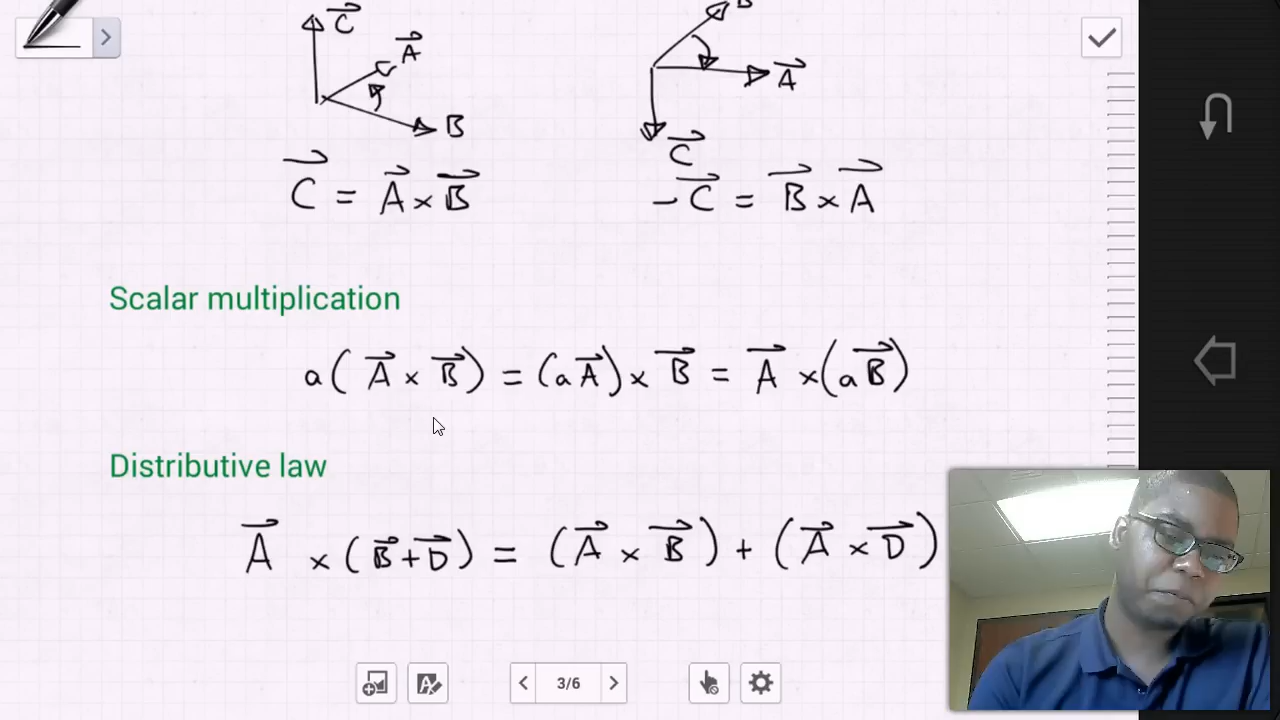 C⃗
A⃗
B
A⃗
C⃗
C⃗ = A⃗ × B⃗
-C⃗ = B⃗ × A⃗
Scalar multiplication
a(A⃗ × B⃗) = (aA⃗) × B⃗ = A⃗ × (aB⃗)
Distributive law
A⃗ × (B⃗ + D⃗) = (A⃗ × B⃗) + (A⃗ × D⃗)
3/6